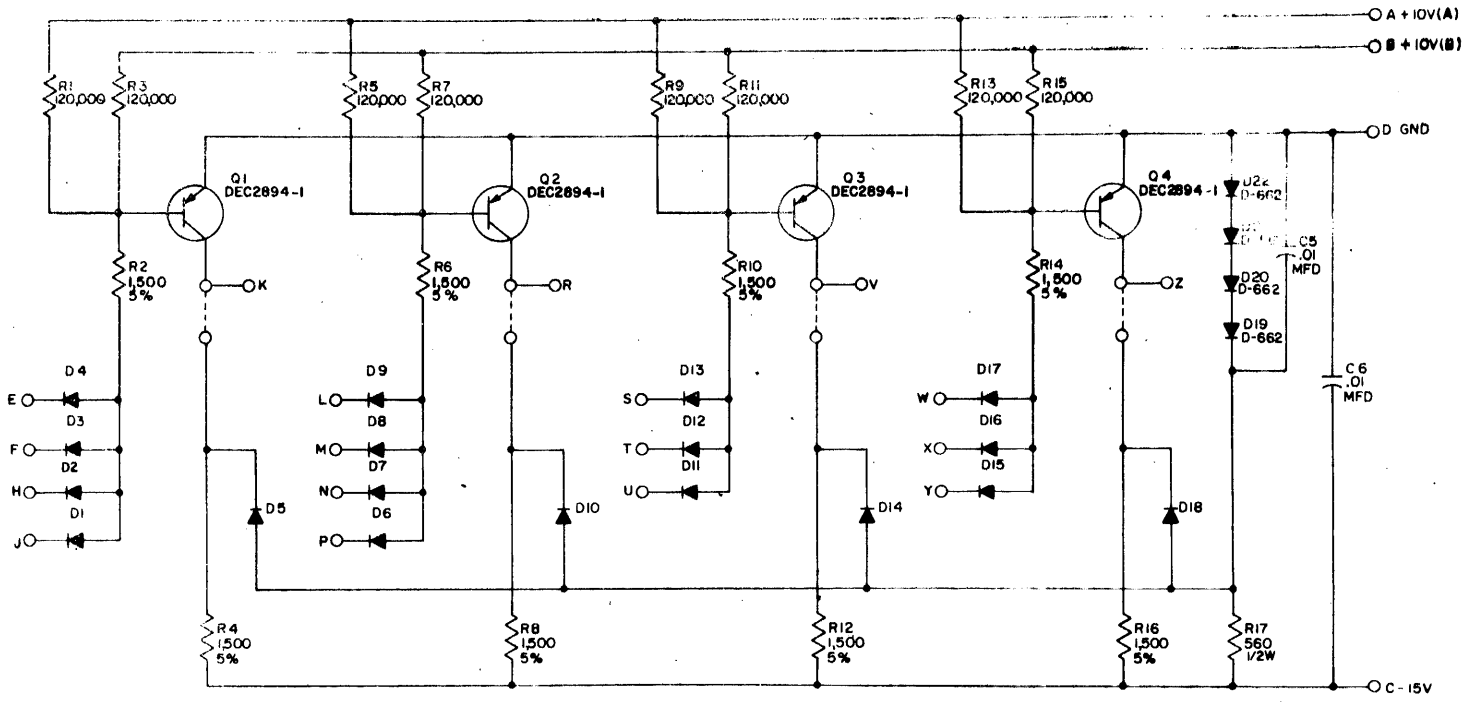 A + 10V(A)
B + 10V(B)
R1
120,000
R3
120,000
R5
120,000
R7
120,000
R9
120,000
R11
120,000
R13
120,000
R15
120,000
D GND
Q1
DEC2894-1
Q2
DEC2894-1
Q3
DEC2894-1
Q4
DEC2894-1
D22
D-662
C5
.01
MFD
R2
1,500
5%
R6
1,500
5%
R10
1,500
5%
R14
1,500
5%
K
R
V
Z
D20
D-662
D19
D-662
D4
D9
D13
D17
C6
.01
MFD
E
L
S
W
D3
D8
D12
D16
F
M
T
X
D2
D7
D11
D15
H
N
U
Y
D1
D5
D6
D10
D14
D18
J
P
R4
1,500
5%
R8
1,500
5%
R12
1,500
5%
R16
1,500
5%
R17
560
1/2W
C-15V